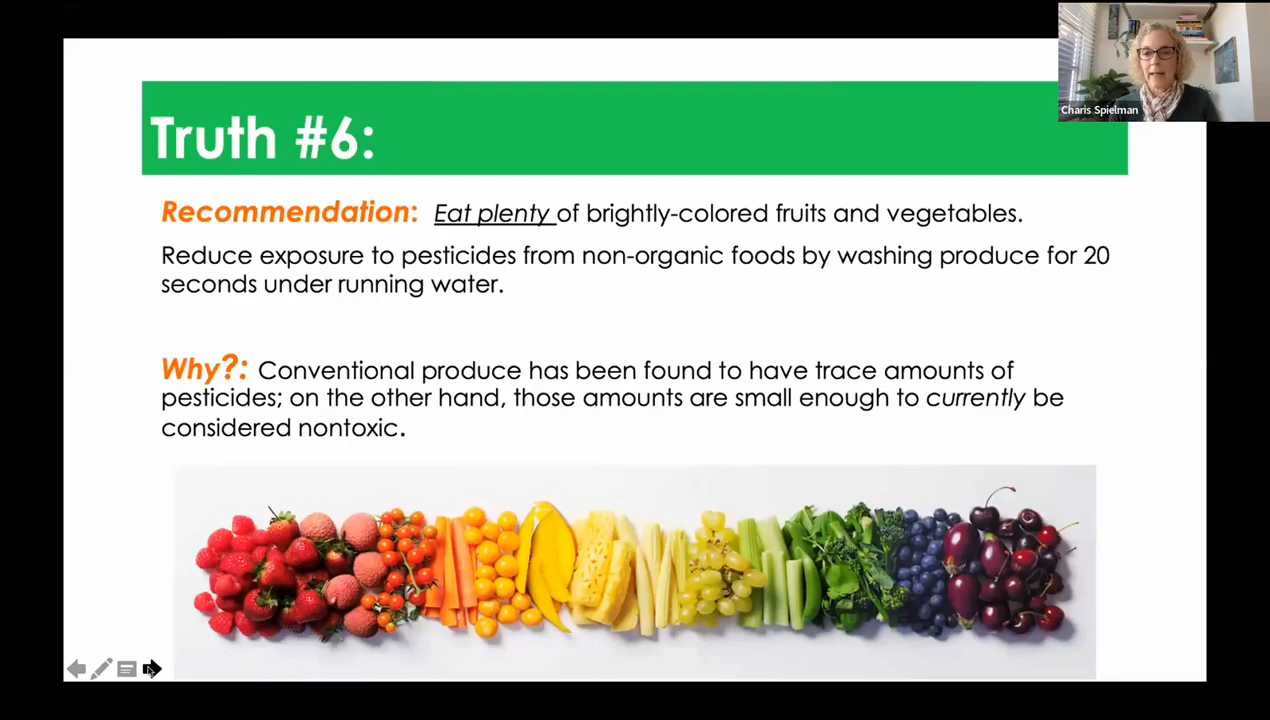 Truth #6:
Charis Spielman
Recommendation: Eat plenty of brightly-colored fruits and vegetables.
Reduce exposure to pesticides from non-organic foods by washing produce for 20
seconds under running water.
Why?: Conventional produce has been found to have trace amounts of
pesticides; on the other hand, those amounts are small enough to currently be
considered nontoxic.